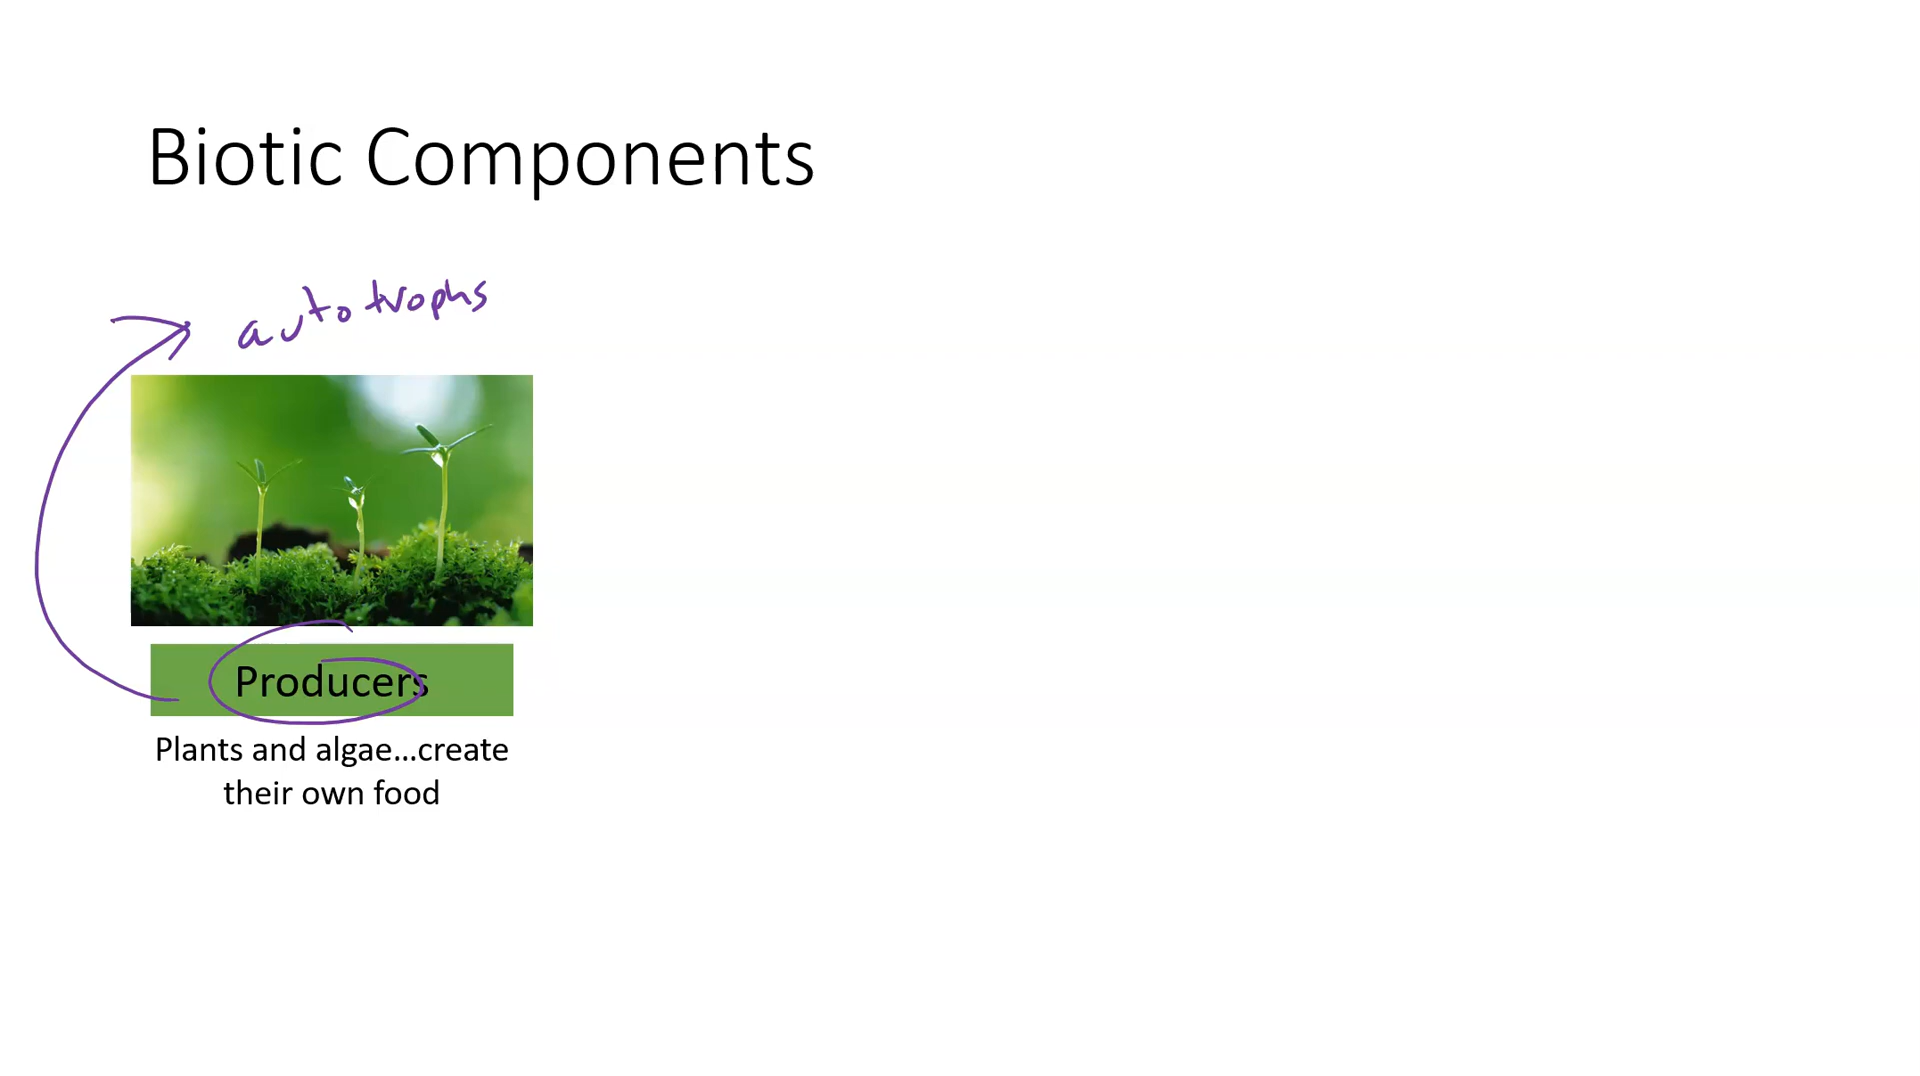 Biotic Components
autotrophs
Producers
Plants and algae...create
their own food